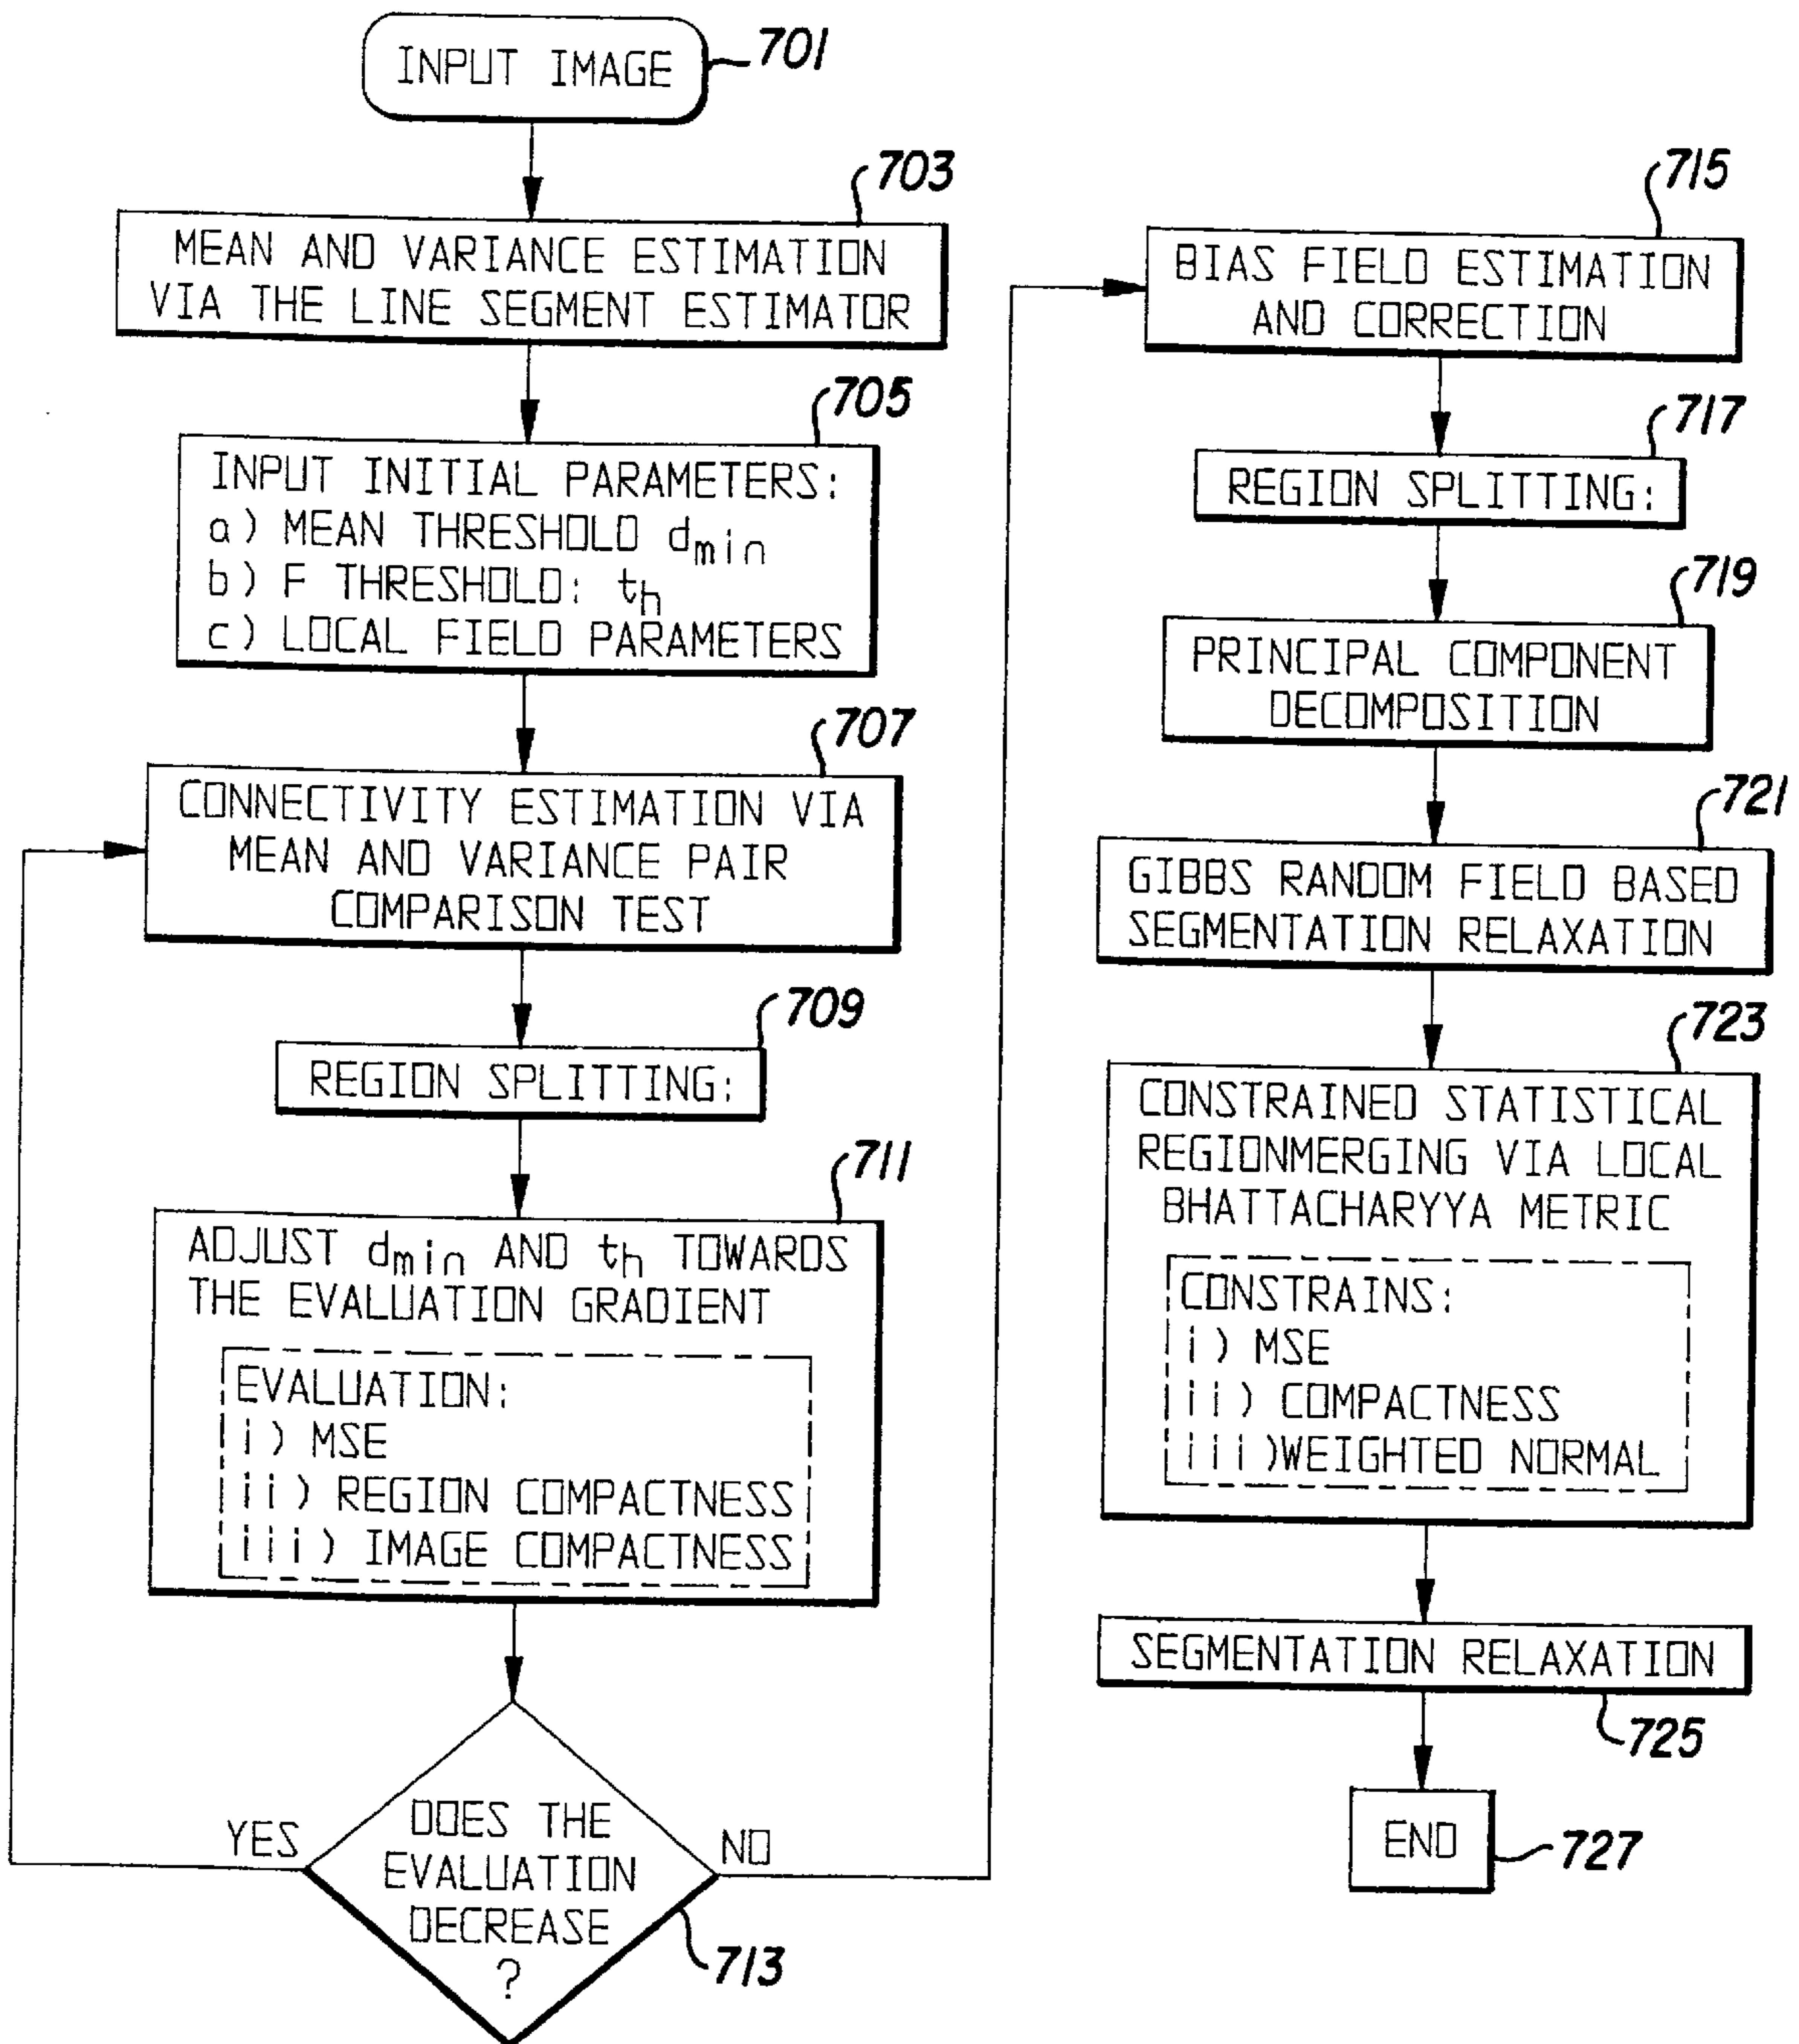 INPUT IMAGE
701
703
MEAN AND VARIANCE ESTIMATION
VIA THE LINE SEGMENT ESTIMATOR
705
INPUT INITIAL PARAMETERS:
a) MEAN THRESHOLD dmin
b) F THRESHOLD: th
c) LOCAL FIELD PARAMETERS
707
CONNECTIVITY ESTIMATION VIA
MEAN AND VARIANCE PAIR
COMPARISON TEST
709
REGION SPLITTING:
711
ADJUST dmin AND th TOWARDS
THE EVALUATION GRADIENT
EVALUATION:
i) MSE
ii) REGION COMPACTNESS
iii) IMAGE COMPACTNESS
YES
DOES THE
EVALUATION
DECREASE
?
NO
713
715
BIAS FIELD ESTIMATION
AND CORRECTION
717
REGION SPLITTING:
719
PRINCIPAL COMPONENT
DECOMPOSITION
721
GIBBS RANDOM FIELD BASED
SEGMENTATION RELAXATION
723
CONSTRAINED STATISTICAL
REGIONMERGING VIA LOCAL
BHATTACHARYYA METRIC
CONSTRAINS:
i) MSE
ii) COMPACTNESS
iii)WEIGHTED NORMAL
SEGMENTATION RELAXATION
725
END
727